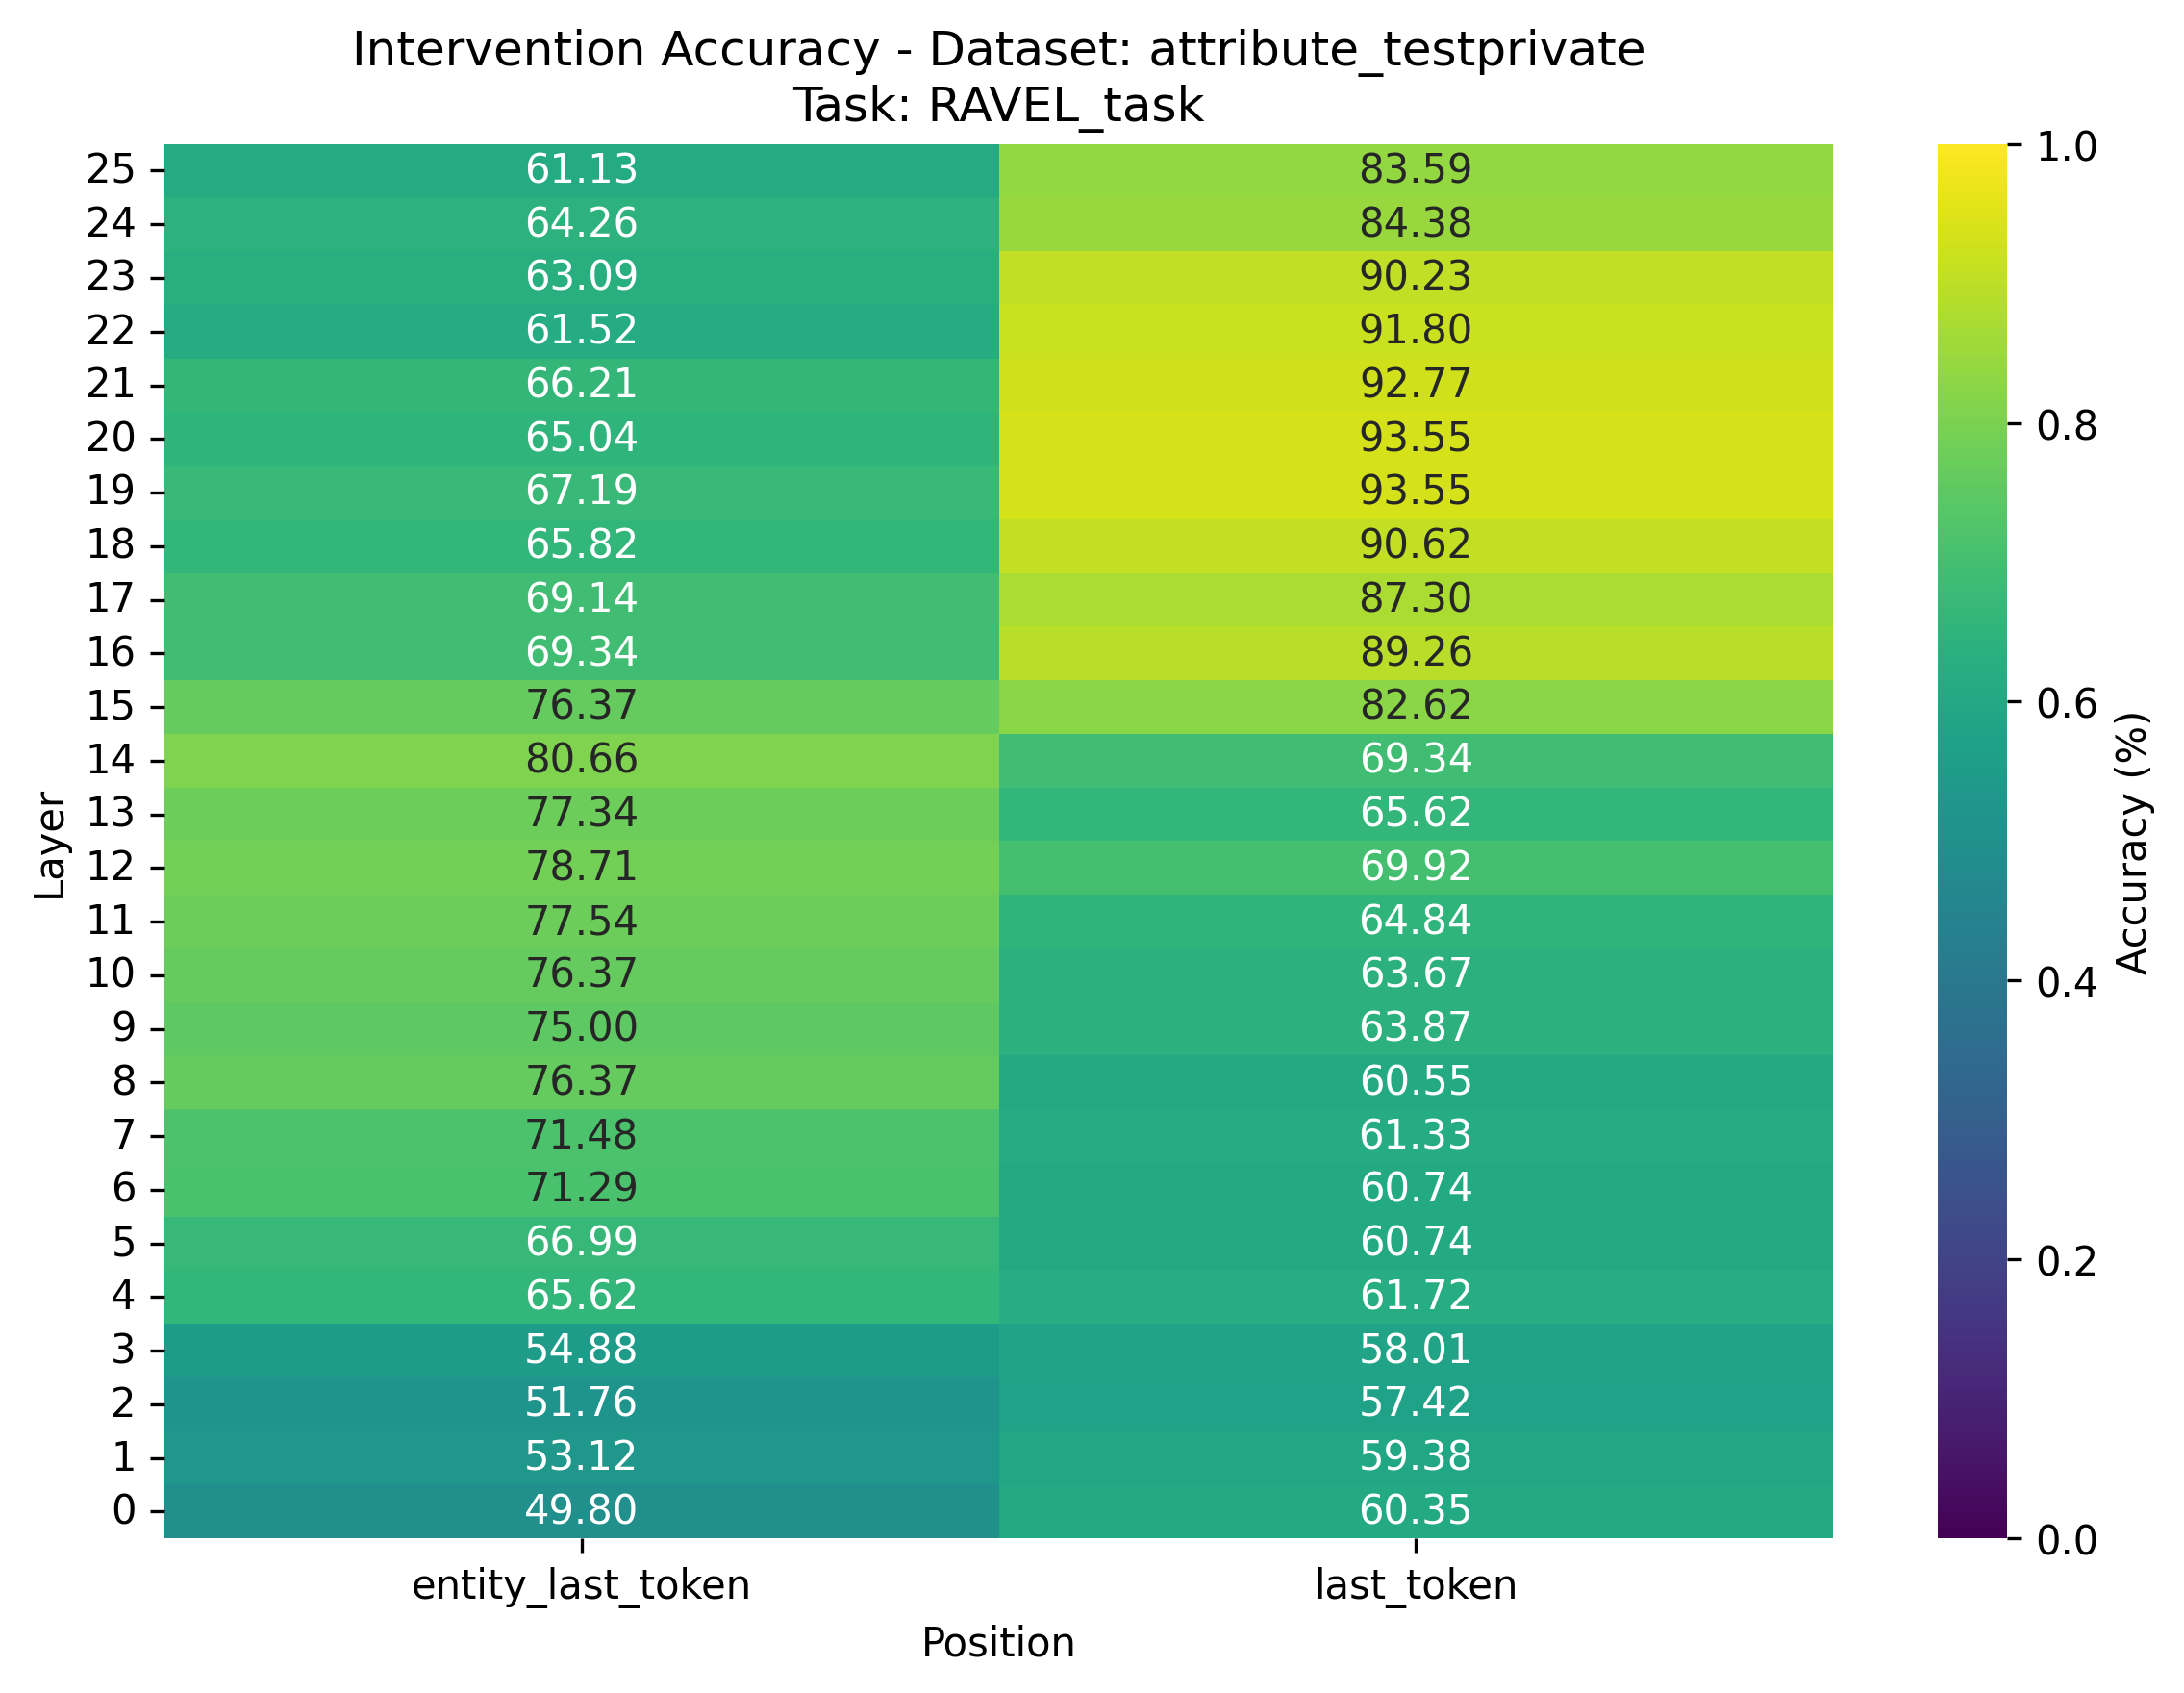 Intervention Accuracy - Dataset: attribute_testprivate
Task: RAVEL_task
25 61.13 83.59
24 64.26 84.38
23 63.09 90.23
22 61.52 91.80
21 66.21 92.77
20 65.04 93.55
19 67.19 93.55
18 65.82 90.62
17 69.14 87.30
16 69.34 89.26
15 76.37 82.62
14 80.66 69.34
13 77.34 65.62
12 78.71 69.92
11 77.54 64.84
10 76.37 63.67
9 75.00 63.87
8 76.37 60.55
7 71.48 61.33
6 71.29 60.74
5 66.99 60.74
4 65.62 61.72
3 54.88 58.01
2 51.76 57.42
1 53.12 59.38
0 49.80 60.35
entity_last_token last_token
Position
Layer
1.0
0.8
0.6
0.4
0.2
0.0
Accuracy (%)